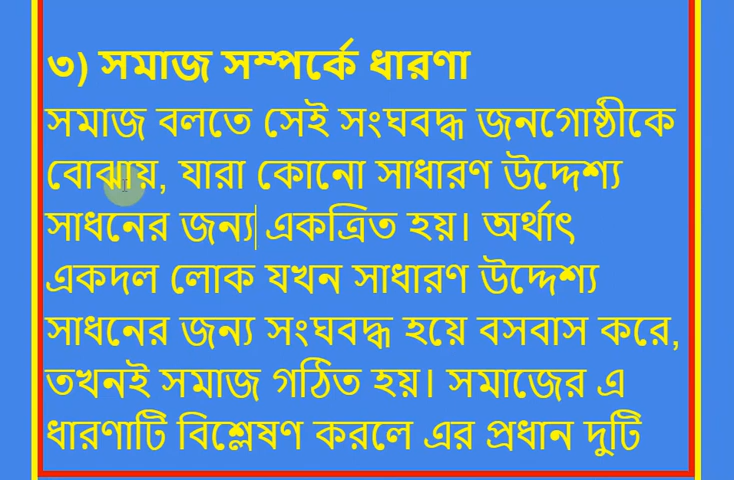 ৩) সমাজ সম্পর্কে ধারণা
সমাজ বলতে সেই সংঘবদ্ধ জনগোষ্ঠীকে
বোঝায়, যারা কোনো সাধারণ উদ্দেশ্য
সাধনের জন্য একত্রিত হয়। অর্থাৎ
একদল লোক যখন সাধারণ উদ্দেশ্য
সাধনের জন্য সংঘবদ্ধ হয়ে বসবাস করে,
তখনই সমাজ গঠিত হয়। সমাজের এ
ধারণাটি বিশ্লেষণ করলে এর প্রধান দুটি